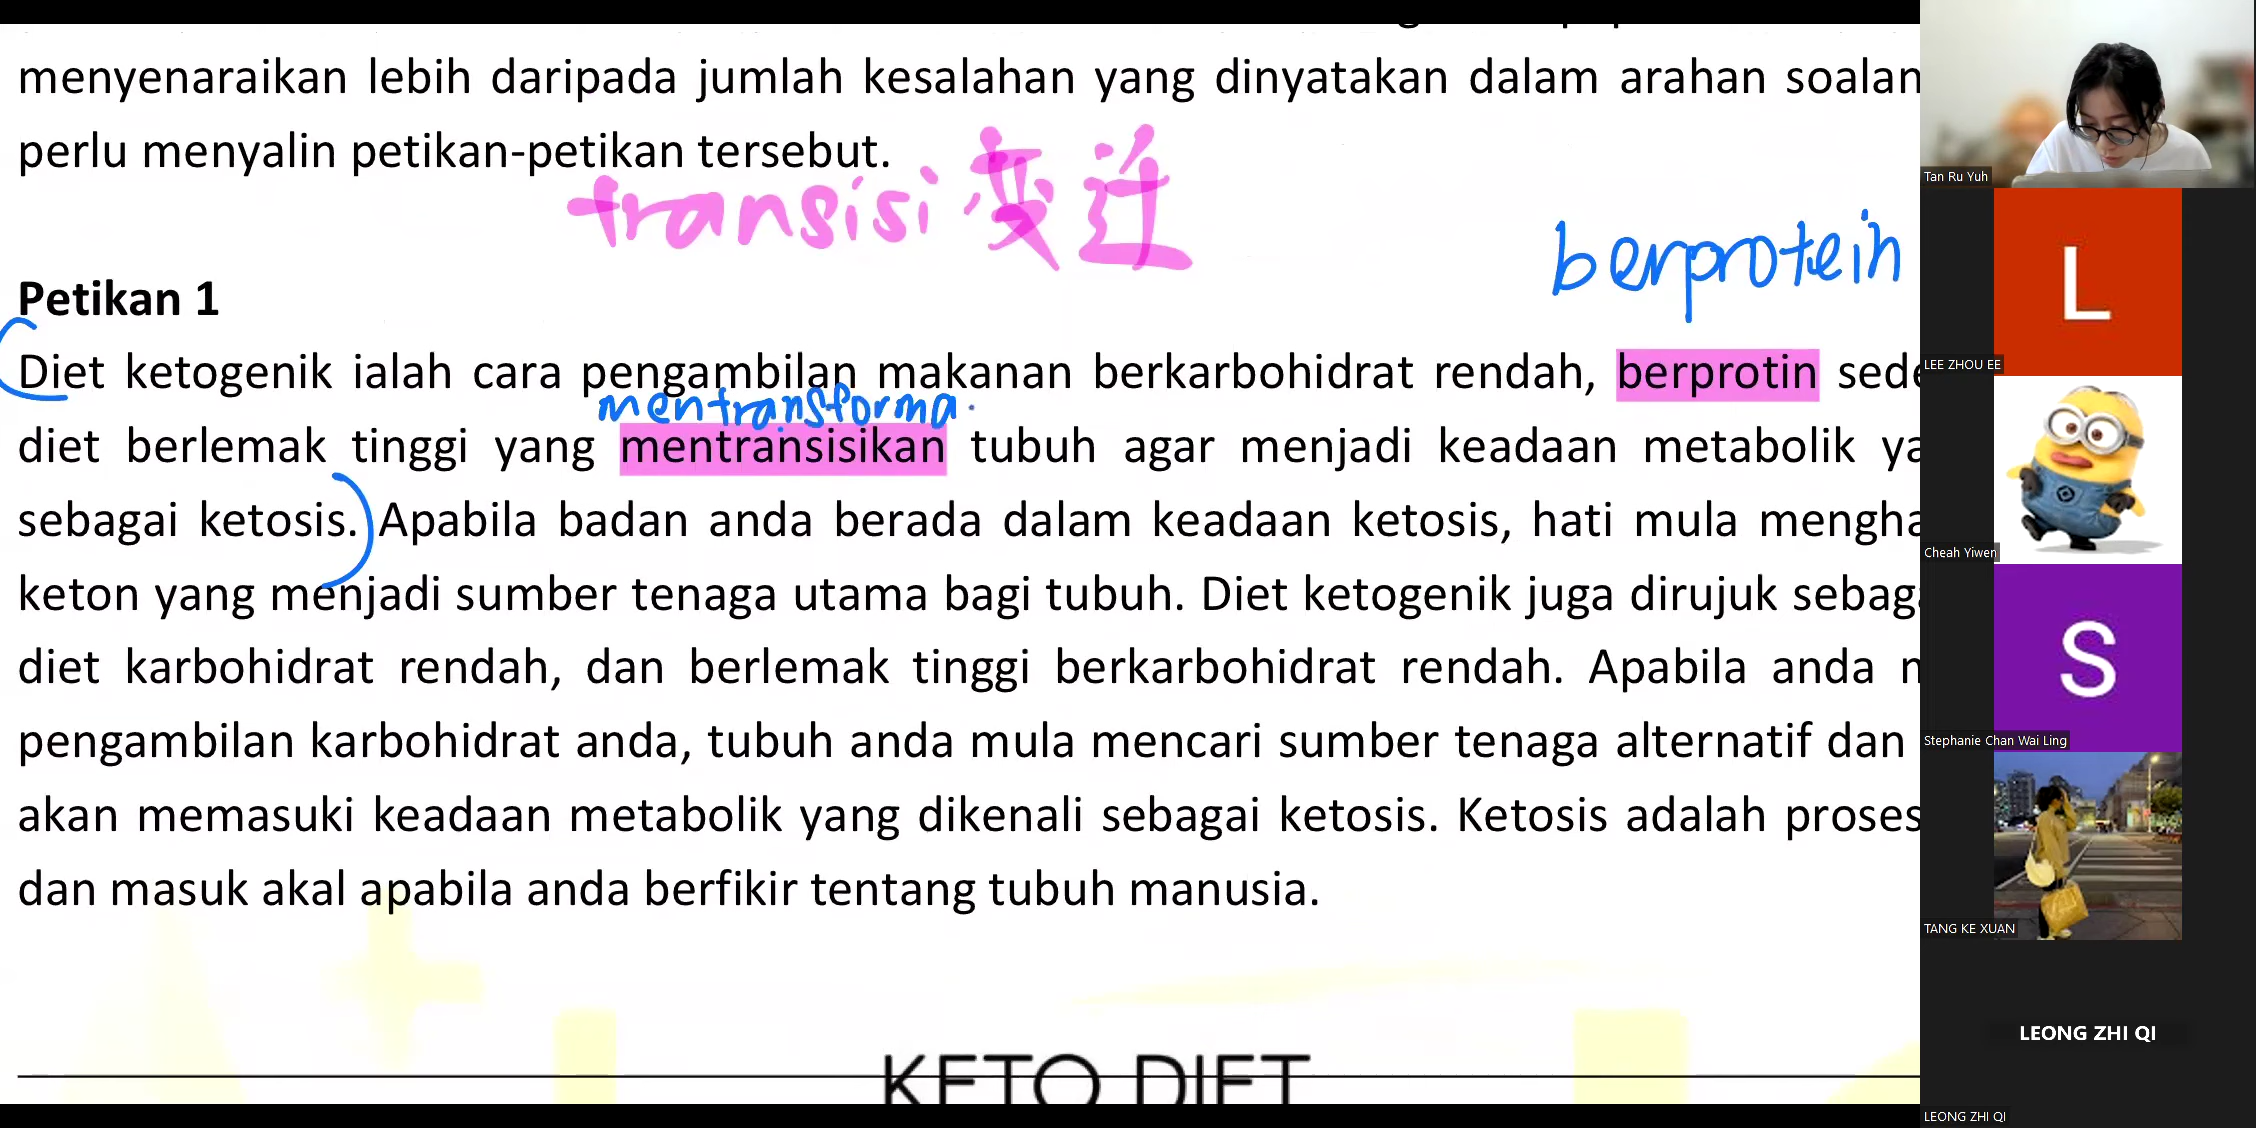 menyenaraikan lebih daripada jumlah kesalahan yang dinyatakan dalam arahan soalan
perlu menyalin petikan-petikan tersebut.
transisi 变迁
berprotein
Petikan 1
Diet ketogenik ialah cara pengambilan makanan berkarbohidrat rendah, berprotin sede
mentransforma
diet berlemak tinggi yang mentransisikan tubuh agar menjadi keadaan metabolik ya
sebagai ketosis. Apabila badan anda berada dalam keadaan ketosis, hati mula mengha
keton yang menjadi sumber tenaga utama bagi tubuh. Diet ketogenik juga dirujuk sebaga
diet karbohidrat rendah, dan berlemak tinggi berkarbohidrat rendah. Apabila anda
pengambilan karbohidrat anda, tubuh anda mula mencari sumber tenaga alternatif dan
akan memasuki keadaan metabolik yang dikenali sebagai ketosis. Ketosis adalah proses
dan masuk akal apabila anda berfikir tentang tubuh manusia.
KETO DIET
Tan Ru Yuh
L
LEE ZHOU EE
Cheah Yiwen
S
Stephanie Chan Wai Ling
TANG KE XUAN
LEONG ZHI QI
LEONG ZHI QI